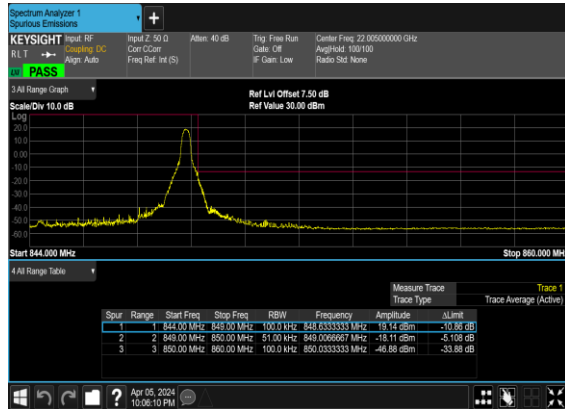 Spectrum Analyzer 1
Spurious Emissions
+
KEYSIGHT Input: RF Input Z: 50 Ω Atten: 40 dB Trig: Free Run Center Freq: 22.005000000 GHz
RLT Coupling: DC Corr CCorr Gate: Off Avg|Hold: 100/100
Align: Auto Freq Ref: Int (S) IF Gain: Low Radio Std: None
PASS
3 All Range Graph
Ref Lvl Offset 7.50 dB
Scale/Div 10.0 dB Ref Value 30.00 dBm
Log
20.0
10.0
0.00
-10.0
-20.0
-30.0
-40.0
-50.0
-60.0
Start 844.000 MHz Stop 860.000 MH
4 All Range Table
Measure Trace Trace 1
Trace Type Trace Average (Active)
Spur Range Start Freq Stop Freq RBW Frequency Amplitude ΔLimit
1 1 844.00 MHz 849.00 MHz 100.0 kHz 848.6333333 MHz 19.14 dBm -10.86 dB
2 2 849.00 MHz 850.00 MHz 51.00 kHz 849.0066667 MHz -18.11 dBm -5.108 dB
3 3 850.00 MHz 860.00 MHz 100.0 kHz 850.0333333 MHz -46.88 dBm -33.88 dB
? Apr 05, 2024
10:06:10 PM